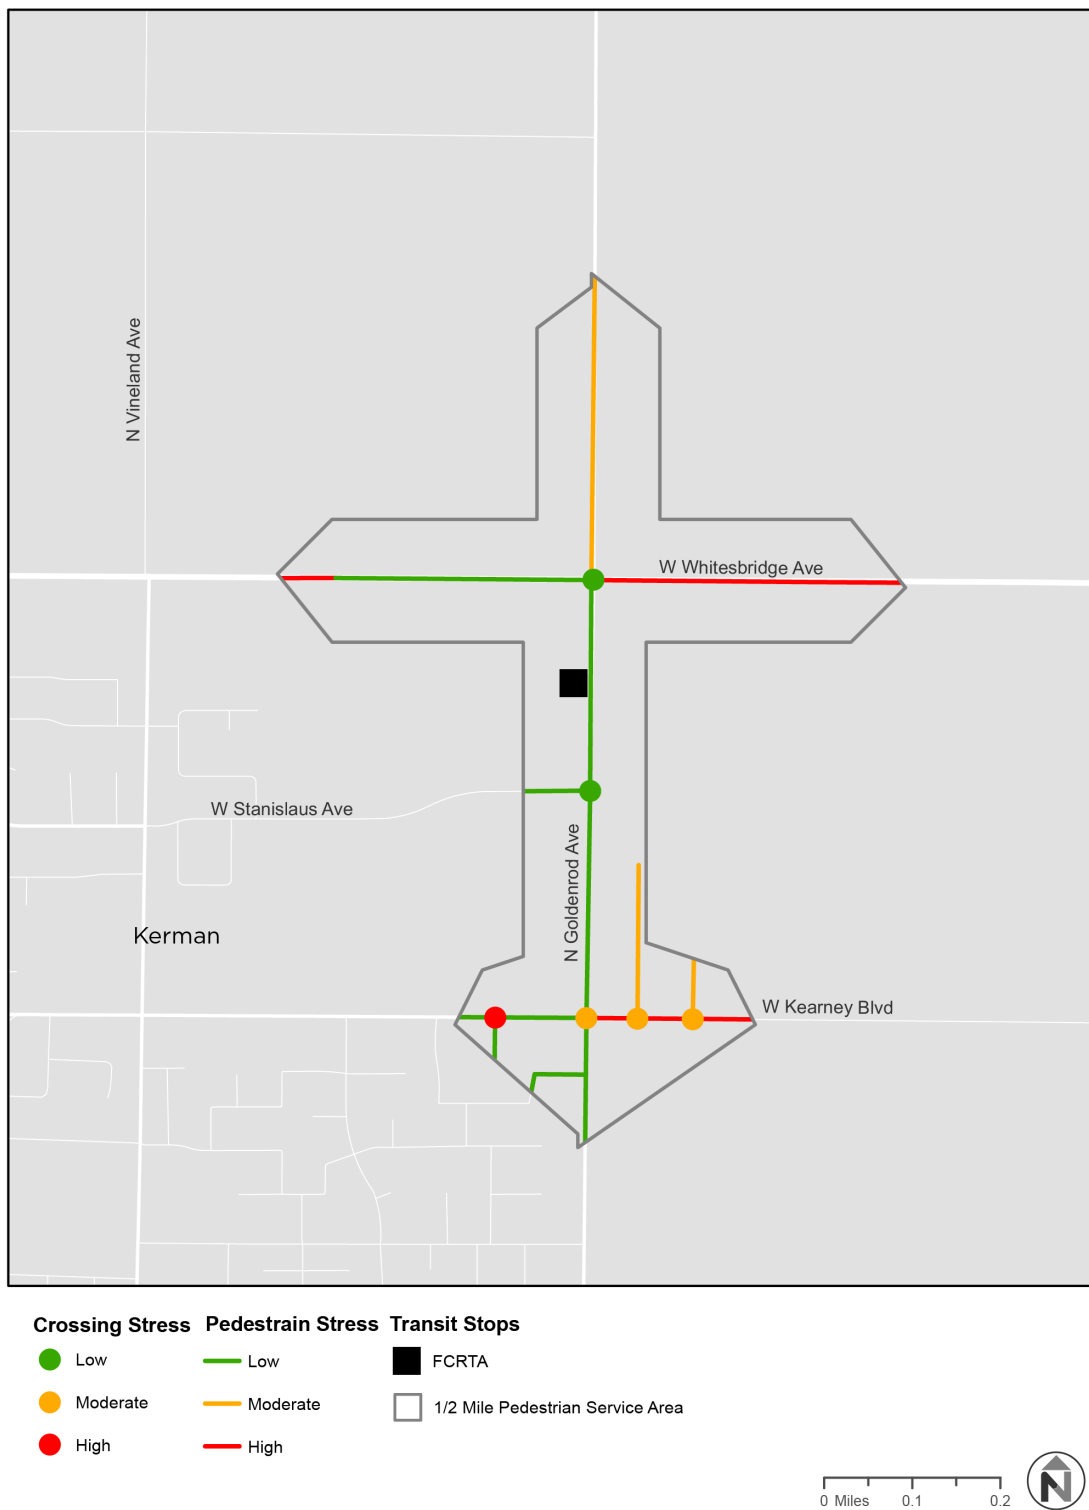 N Vineland Ave
W Whitesbridge Ave
W Stanislaus Ave
N Goldenrod Ave
Kerman
W Kearney Blvd
Crossing Stress
Low
Moderate
High
Pedestrain Stress
Low
Moderate
High
Transit Stops
FCRTA
1/2 Mile Pedestrian Service Area
0 Miles 0.1 0.2
N